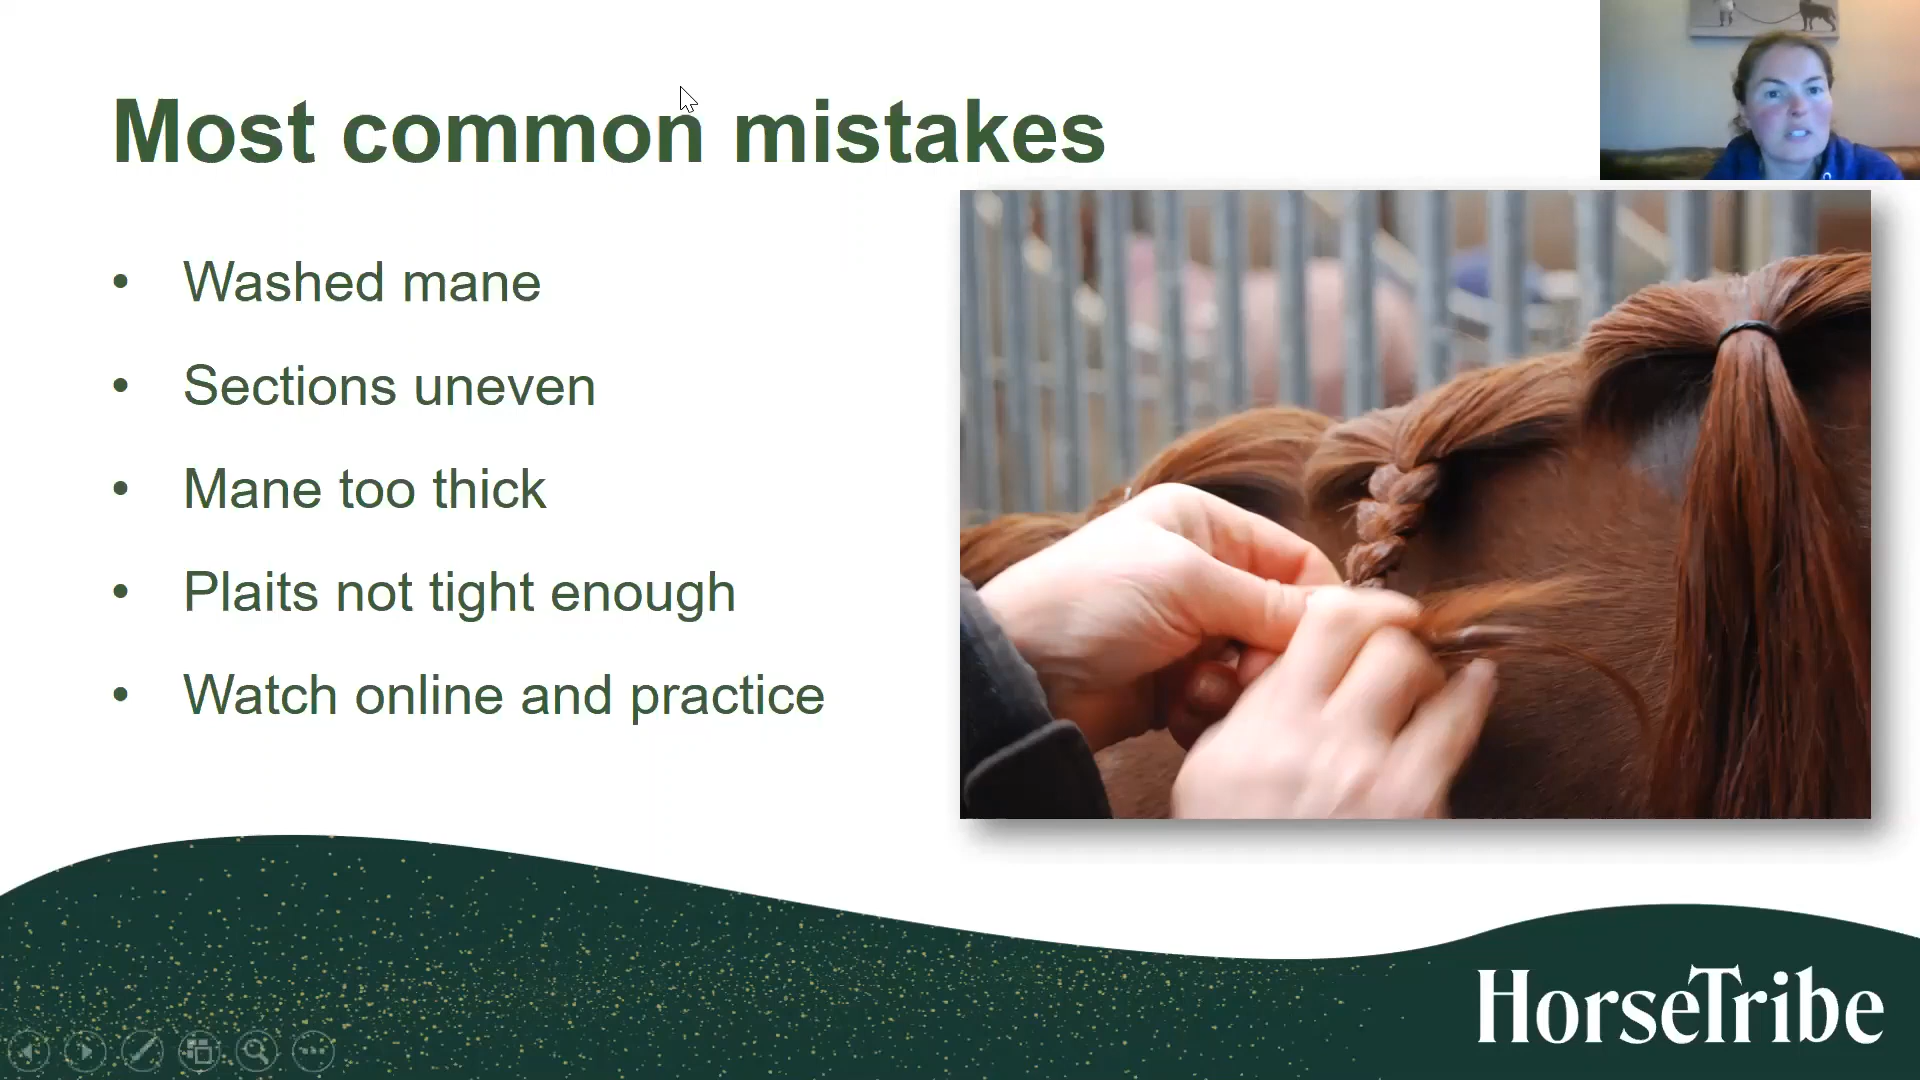 Most common mistakes
• Washed mane
• Sections uneven
• Mane too thick
• Plaits not tight enough
• Watch online and practice
HorseTribe